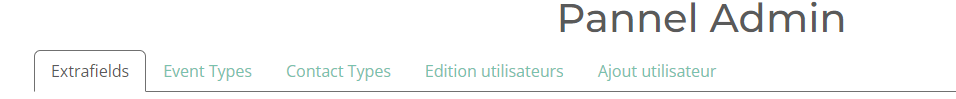 Pannel Admin
Extrafields Event Types Contact Types Edition utilisateurs Ajout utilisateur